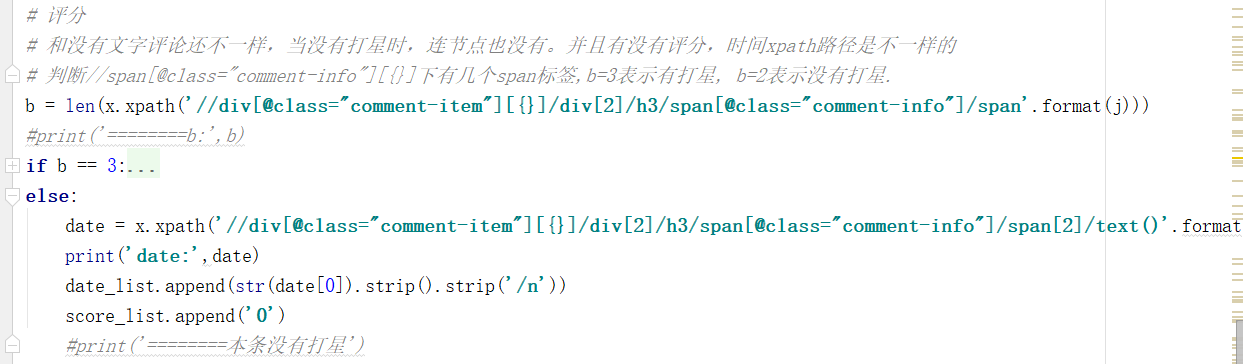 # 评分
# 和没有文字评论还不一样，当没有打星时，连节点也没有。并且有没有评分，时间xpath路径是不一样的
# 判断//span[@class="comment-info"][{}]下有几个span标签,b=3表示有打星, b=2表示没有打星.
b = len(x.xpath('//div[@class="comment-item"][{}]/div[2]/h3/span[@class="comment-info"]/span'.format(j)))
#print('========b:',b)
if b == 3:...
else:
date = x.xpath('//div[@class="comment-item"][{}]/div[2]/h3/span[@class="comment-info"]/span[2]/text()'.format
print('date:',date)
date_list.append(str(date[0]).strip().strip('/n'))
score_list.append('0')
#print('========本条没有打星')